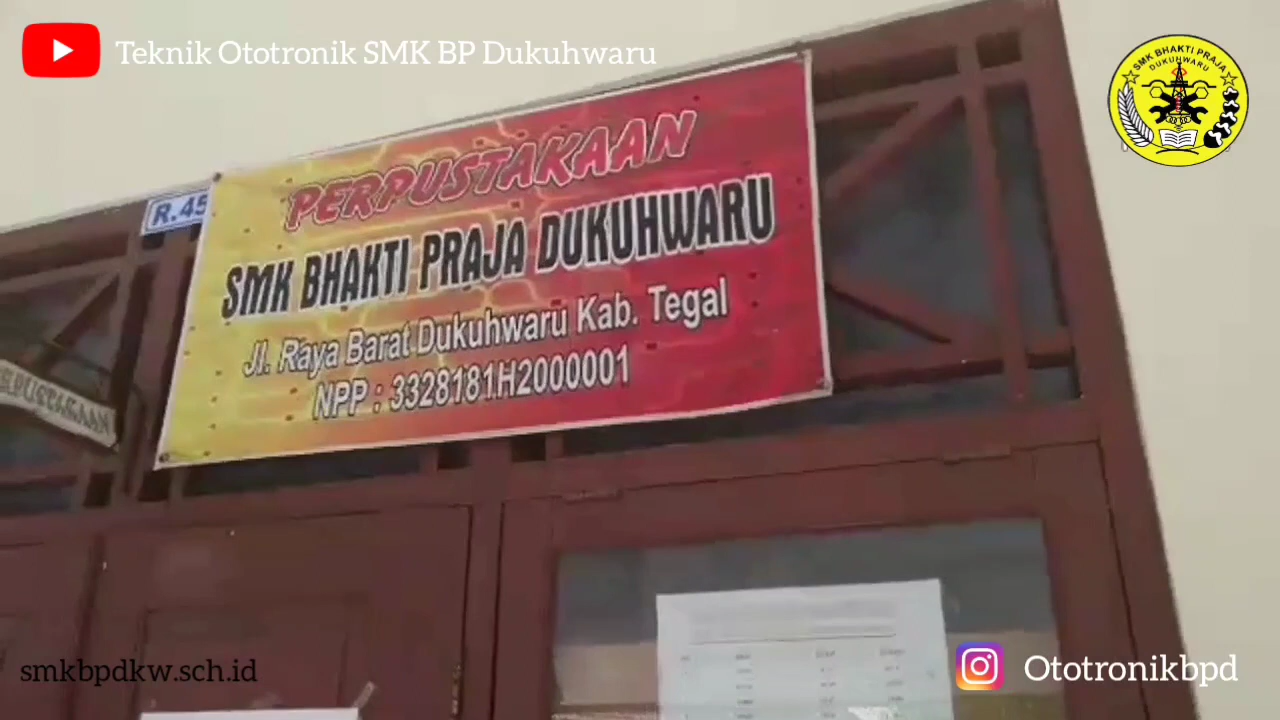 Teknik Ototronik SMK BP Dukuhwaru
SMK BHAKTI PRAJA
DUKUHWARU
R.45
PERPUSTAKAAN
SMK BHAKTI PRAJA DUKUHWARU
Jl. Raya Barat Dukuhwaru Kab. Tegal
NPP : 3328181H2000001
smkbpdkw.sch.id
Ototronikbpd